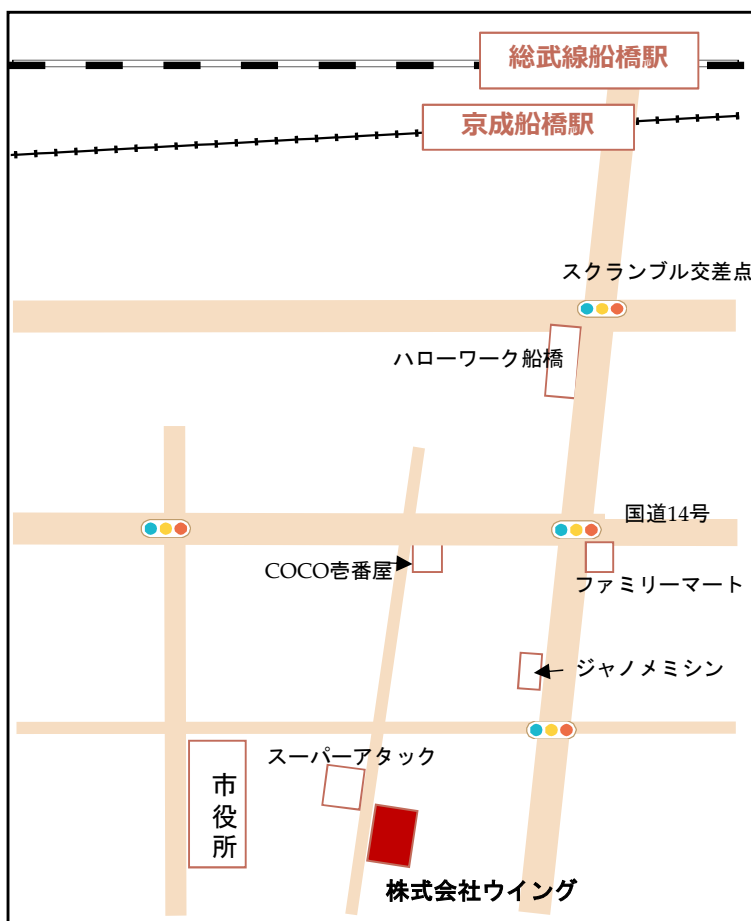 総武線船橋駅
京成船橋駅
スクランブル交差点
ハローワーク船橋
国道14号
COCO壱番屋
ファミリーマート
ジャノメミシン
スーパーアタック
市役所
株式会社ウイング